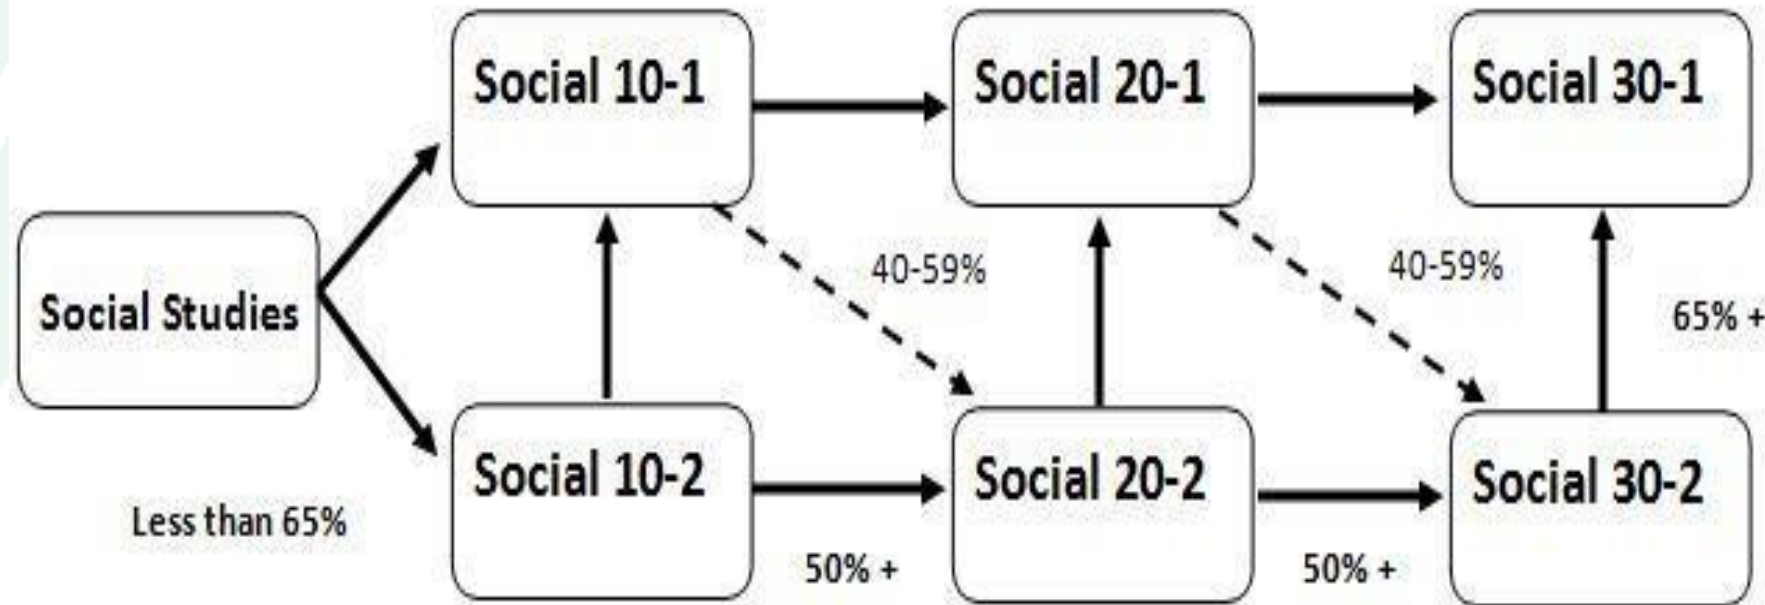 Social 10-1
Social 20-1
Social 30-1
40-59%
40-59%
Social Studies
65% +
Social 10-2
Social 20-2
Social 30-2
Less than 65%
50% +
50% +